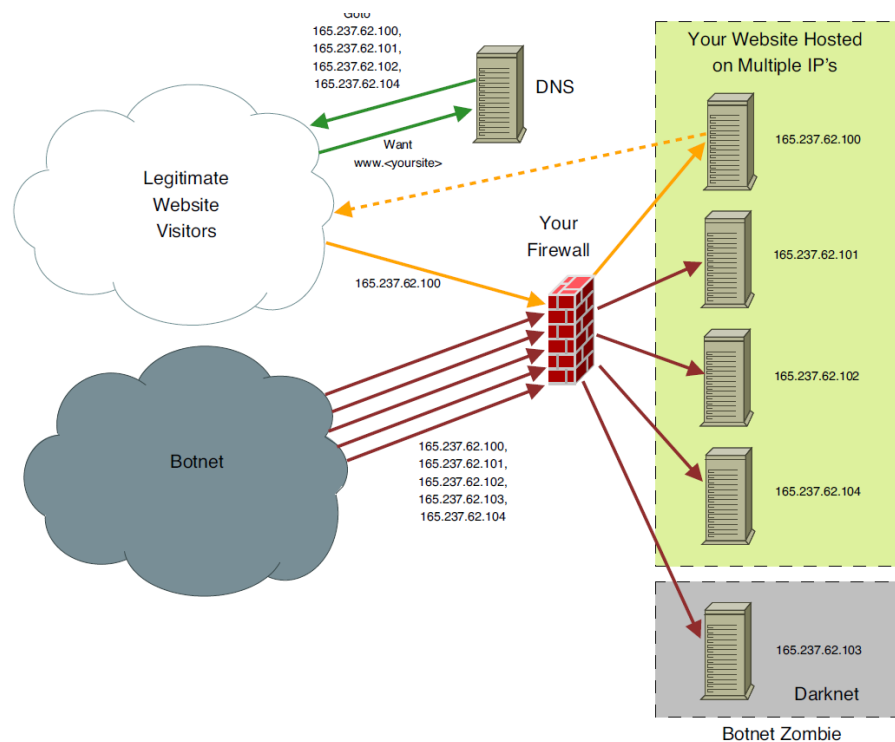 Goto
165.237.62.100,
165.237.62.101,
165.237.62.102,
165.237.62.104
DNS
Want
www.<yoursite>
Legitimate
Website
Visitors
165.237.62.100
Your
Firewall
Botnet
165.237.62.100,
165.237.62.101,
165.237.62.102,
165.237.62.103,
165.237.62.104
Your Website Hosted
on Multiple IP's
165.237.62.100
165.237.62.101
165.237.62.102
165.237.62.104
165.237.62.103
Darknet
Botnet Zombie